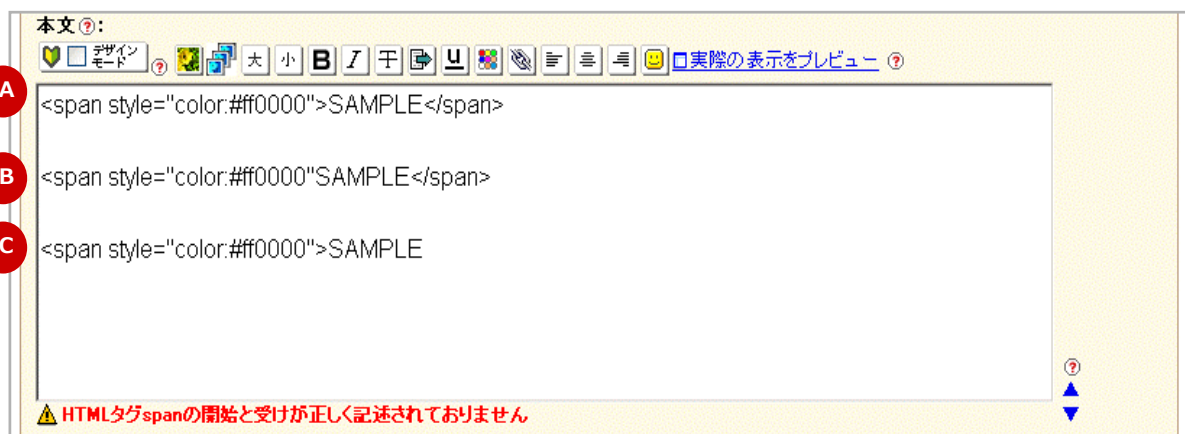 本文?:
デザインモード ? 大 小 B I 干 U 実際の表示をプレビュー ?
A
<span style="color:#ff0000">SAMPLE</span>
B
<span style="color:#ff0000"SAMPLE</span>
C
<span style="color:#ff0000">SAMPLE
?
HTMLタグspanの開始と受けが正しく記述されておりません